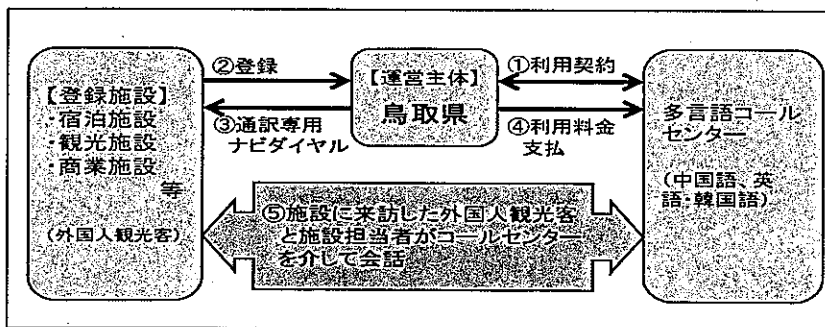 【登録施設】
・宿泊施設
・観光施設
・商業施設
等
(外国人観光客)
②登録
③通訳専用
ナビダイヤル
【運営主体】
鳥取県
①利用契約
④利用料金
支払
多言語コール
センター
(中国語、英
語・韓国語)
⑤施設に来訪した外国人観光客
と施設担当者がコールセンター
を介して会話